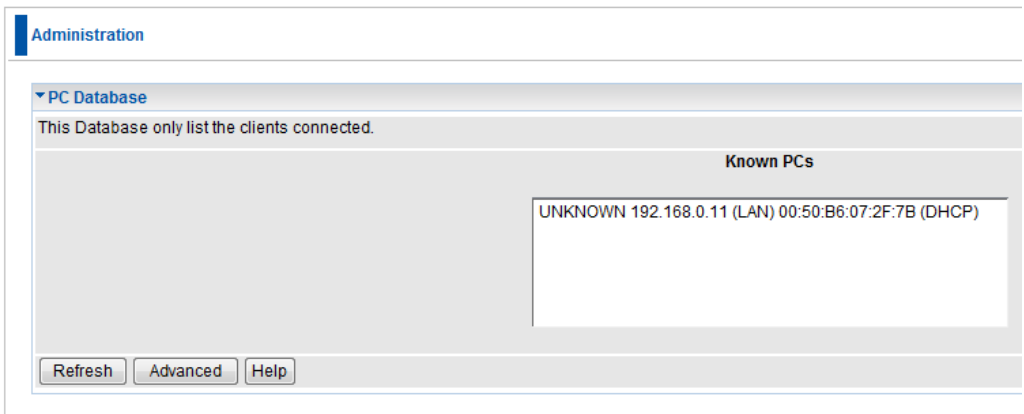 Administration
PC Database
This Database only list the clients connected.
Known PCs
UNKNOWN 192.168.0.11 (LAN) 00:50:B6:07:2F:7B (DHCP)
Refresh Advanced Help